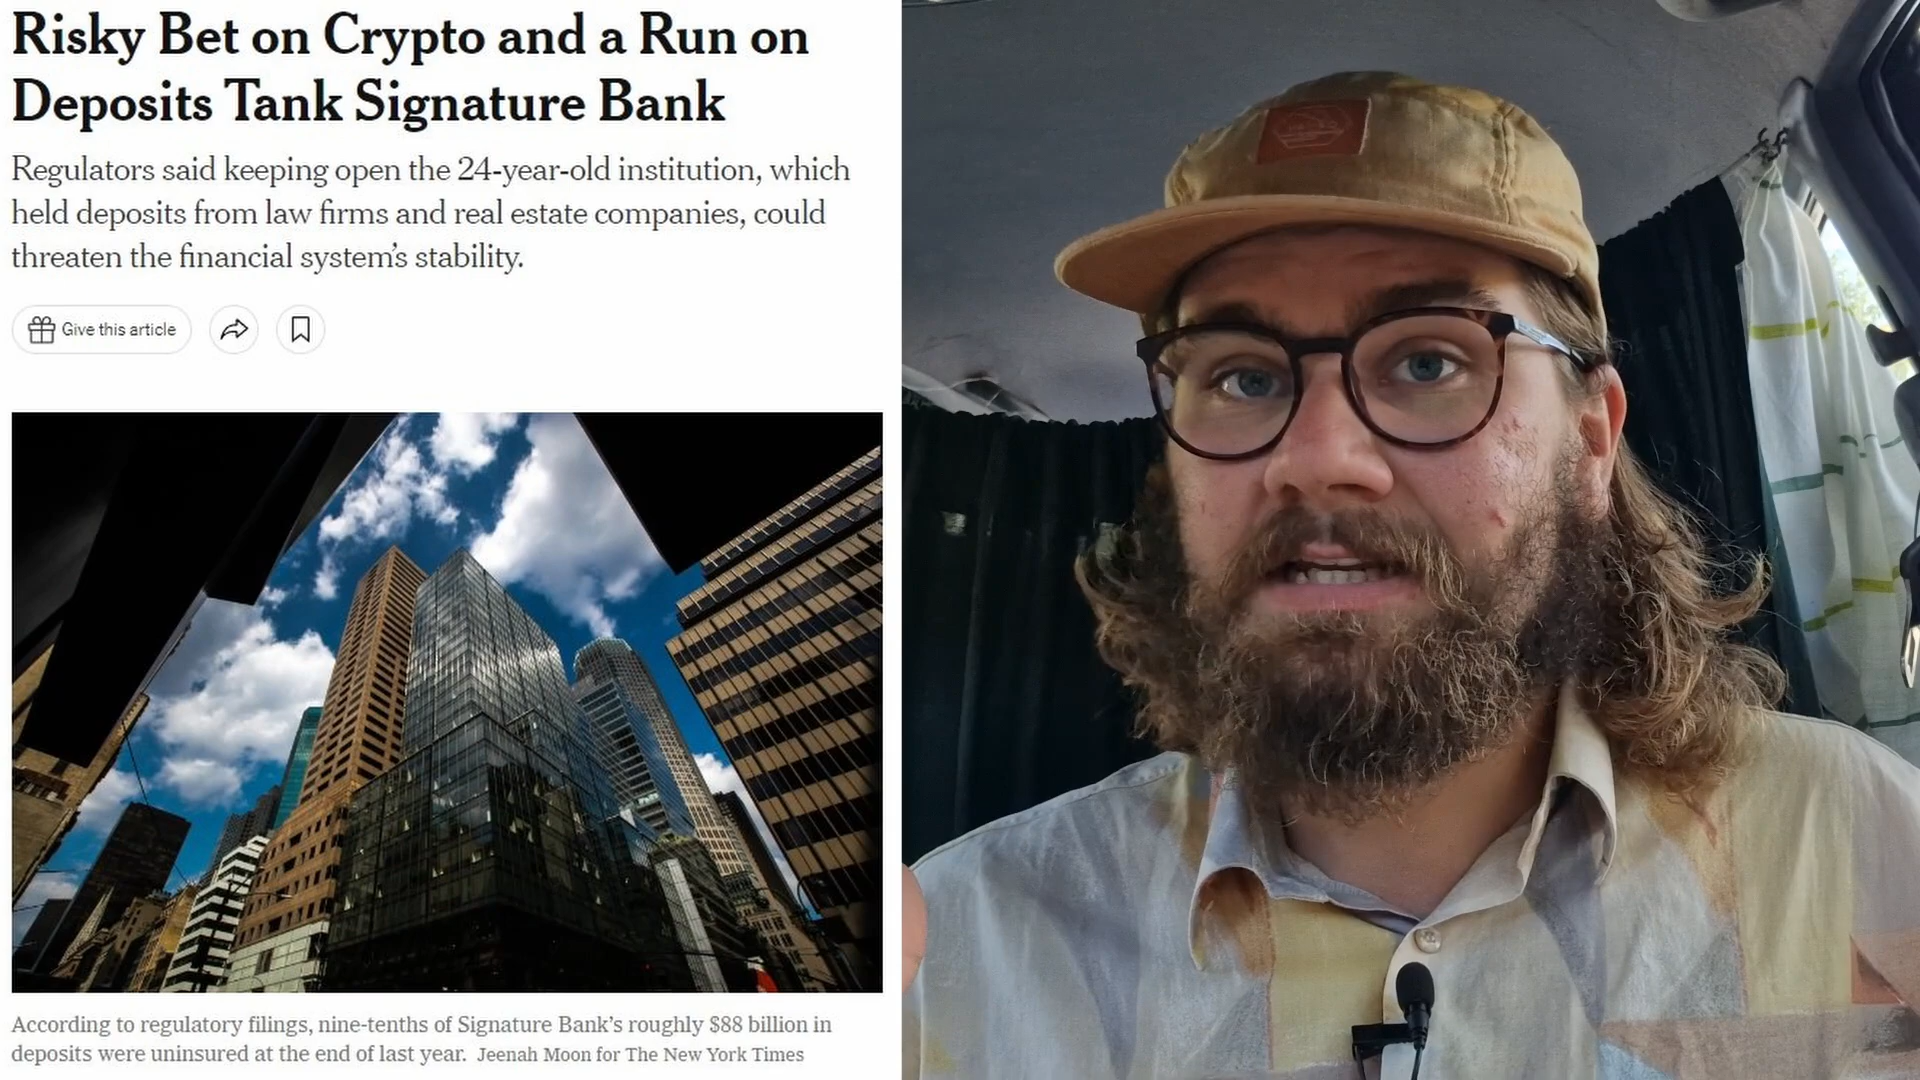 Risky Bet on Crypto and a Run on
Deposits Tank Signature Bank
Regulators said keeping open the 24-year-old institution, which
held deposits from law firms and real estate companies, could
threaten the financial system’s stability.
Give this article
According to regulatory filings, nine-tenths of Signature Bank’s roughly $88 billion in
deposits were uninsured at the end of last year. Jeenah Moon for The New York Times